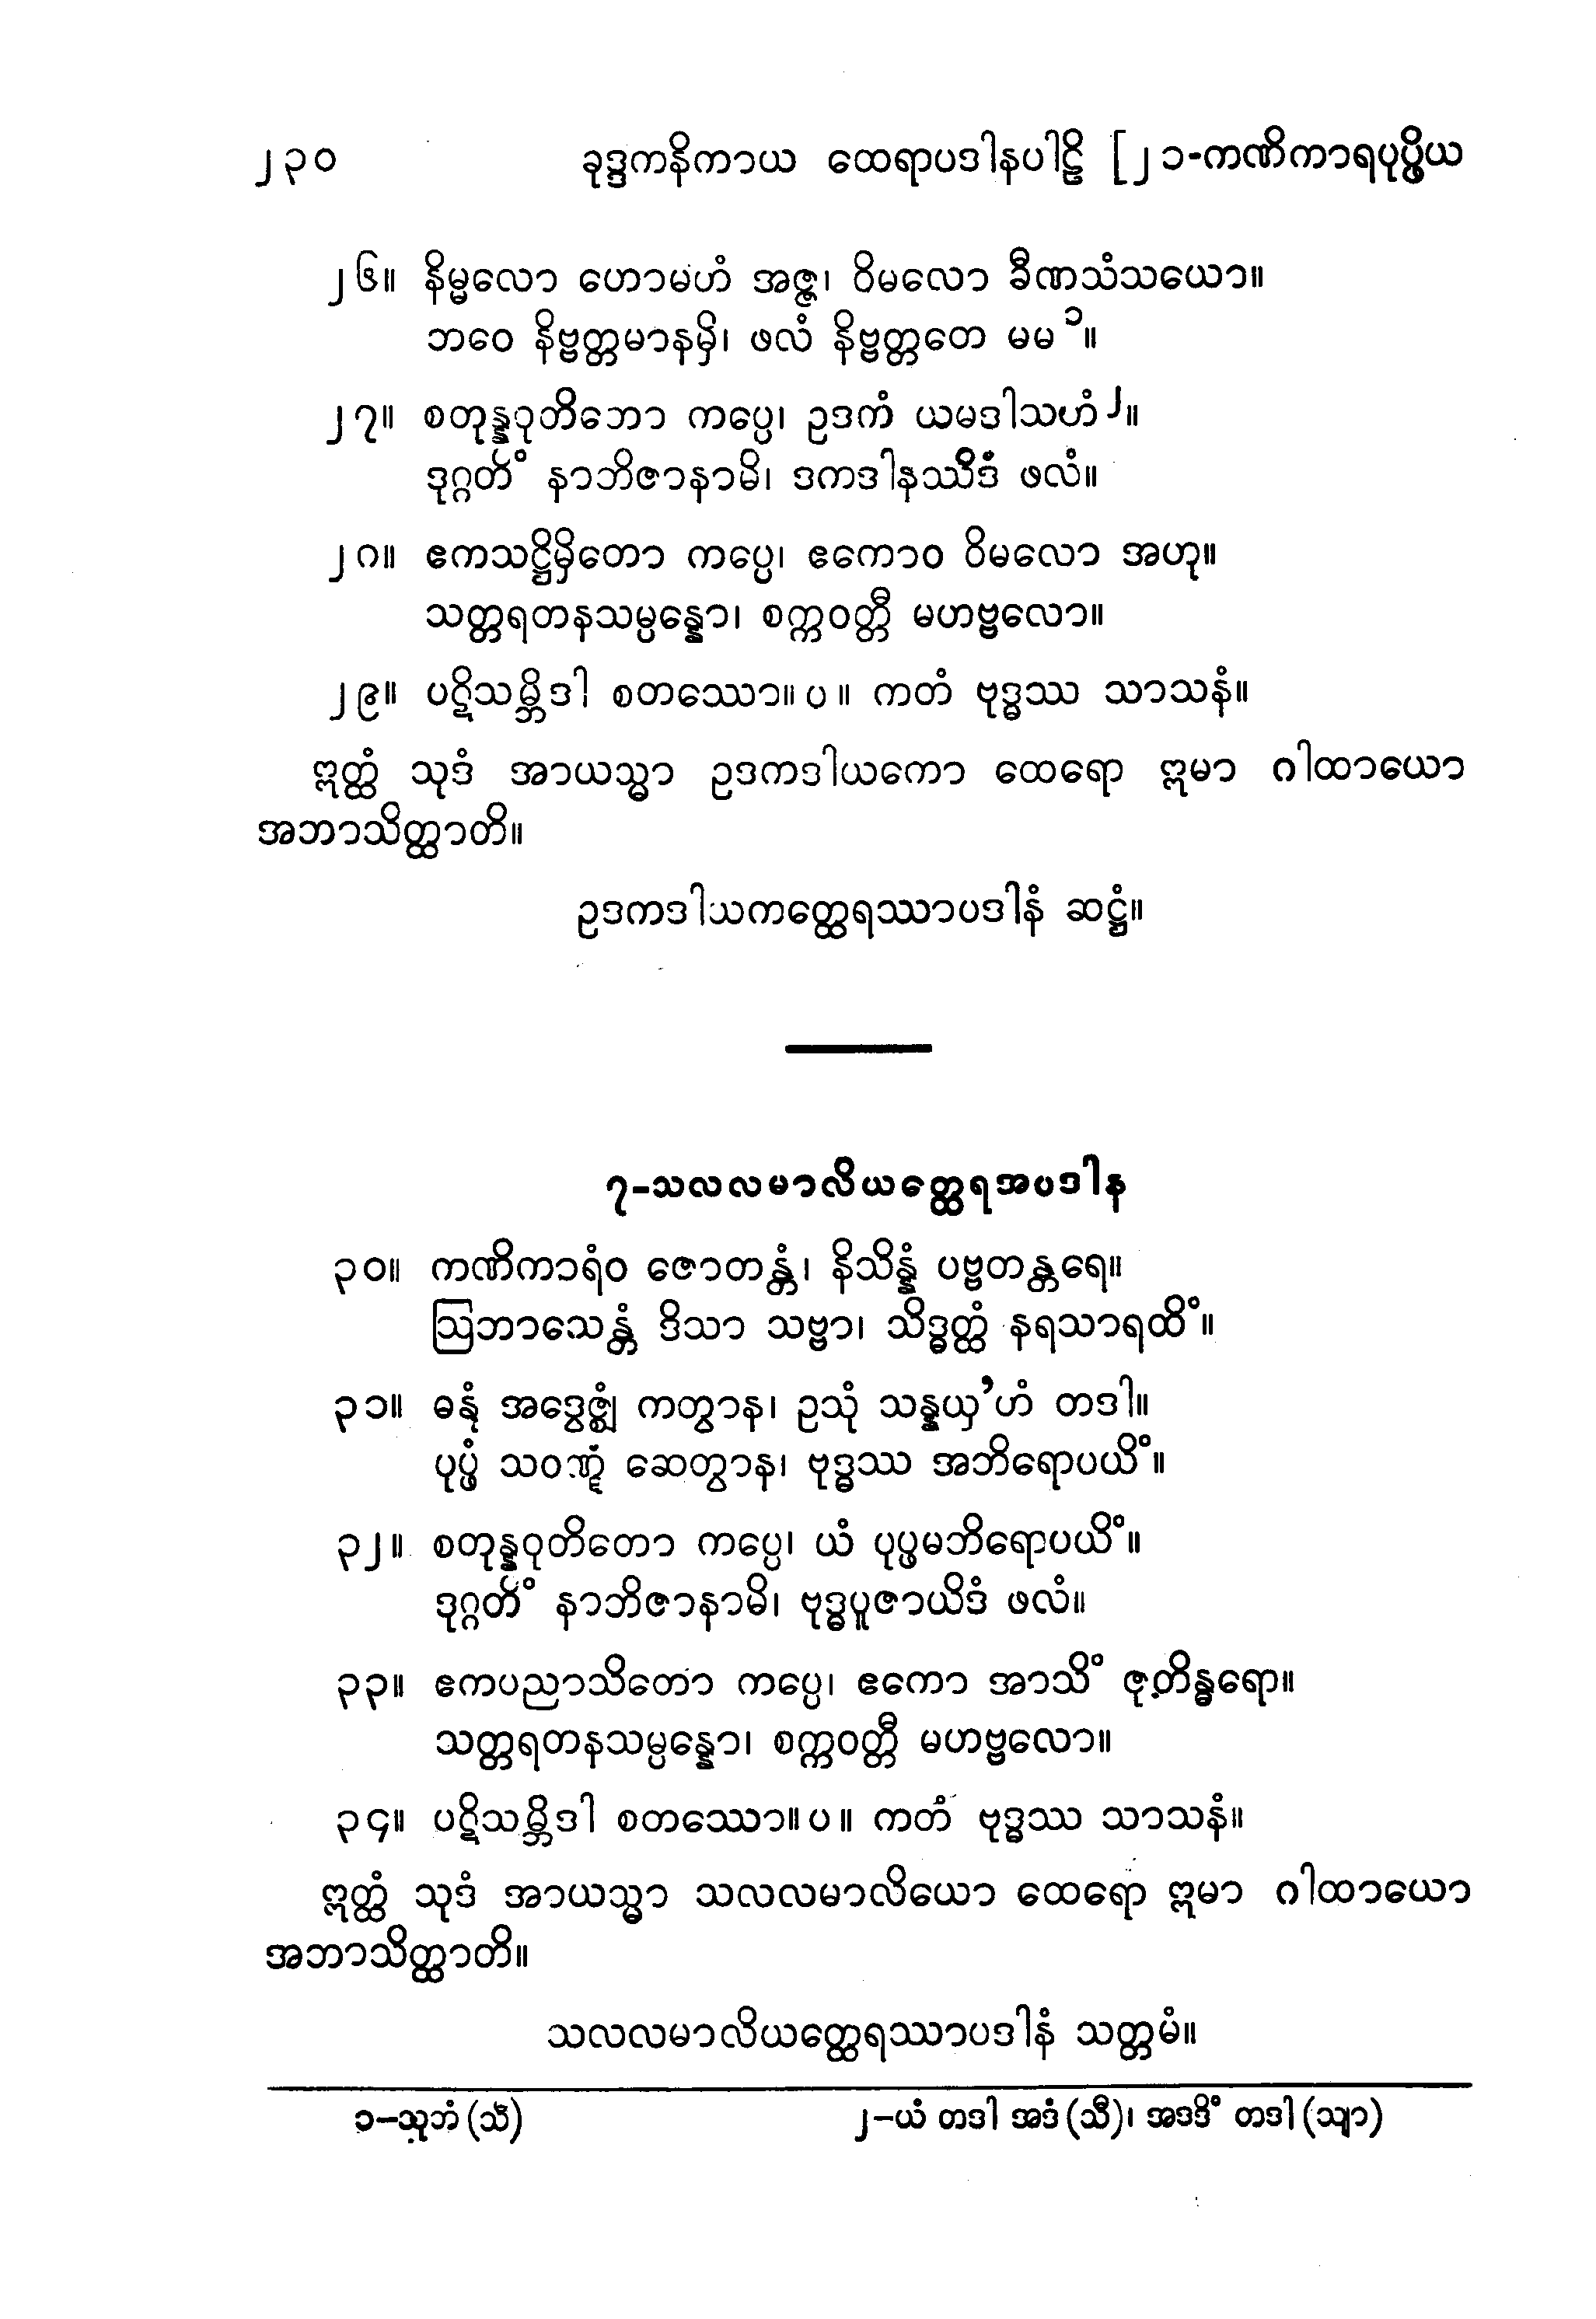 ၂၃၀ ခုဒ္ဒကနိကာယ ထေရာပဒါနပါဠိ [၂၁-ကဏိကာရပုပ္ဖိယ
၂၆။ နိမ္မလော ဟောမဟံ အဇ္ဇ၊ ဝိမလော ခီဏသံသယော။
ဘဝေ နိဗ္ဗတ္တမာနမှိ၊ ဖလံ နိဗ္ဗတ္တတေ မမ ၁။
၂၇။ စတုန္နဝုတိဘော ကပ္ပေ၊ ဥဒကံ ယမဒါသဟံ ၂။
ဒုဂ္ဂတိံ နာဘိဇာနာမိ၊ ဒကဒါနဿိဒံ ဖလံ။
၂၈။ ဧကသဋ္ဌိမှိတော ကပ္ပေ၊ ဧကောဝ ဝိမလော အဟု။
သတ္တရတနသမ္ပန္နော၊ စက္ကဝတ္တီ မဟဗ္ဗလော။
၂၉။ ပဋိသမ္ဘိဒါ စတဿော။ ပ ။ ကတံ ဗုဒ္ဓဿ သာသနံ။
ဣတ္ထံ သုဒံ အာယသ္မာ ဥဒကဒါယကော ထေရော ဣမာ ဂါထာယော
အဘာသိတ္ထာတိ။
ဥဒကဒါယကတ္ထေရဿာပဒါနံ ဆဋ္ဌံ။
၇-သလလမာလိယတ္ထေရအပဒါန
၃၀။ ကဏိကာရံဝ ဇောတန္တံ၊ နိသိန္နံ ပဗ္ဗတန္တရေ။
ဩဘာသေန္တံ ဒိသာ သဗ္ဗာ၊ သိဒ္ဓတ္ထံ နရသာရထိံ။
၃၁။ ဓနုံ အဒွေဇ္ဈံ ကတွာန၊ ဥသုံ သန္နယှ’ဟံ တဒါ။
ပုပ္ဖံ သဝဏ္ဋံ ဆေတွာန၊ ဗုဒ္ဓဿ အဘိရောပယိံ။
၃၂။ စတုန္နဝုတိတော ကပ္ပေ၊ ယံ ပုပ္ဖမဘိရောပယိံ။
ဒုဂ္ဂတိံ နာဘိဇာနာမိ၊ ဗုဒ္ဓပူဇာယိဒံ ဖလံ။
၃၃။ ဧကပညာသိတော ကပ္ပေ၊ ဧကော အာသိံ ဇုတိန္ဓရော။
သတ္တရတနသမ္ပန္နော၊ စက္ကဝတ္တီ မဟဗ္ဗလော။
၃၄။ ပဋိသမ္ဘိဒါ စတဿော။ ပ ။ ကတံ ဗုဒ္ဓဿ သာသနံ။
ဣတ္ထံ သုဒံ အာယသ္မာ သလလမာလိယော ထေရော ဣမာ ဂါထာယော
အဘာသိတ္ထာတိ။
သလလမာလိယတ္ထေရဿာပဒါနံ သတ္တမံ။
၁-သုဘံ (သီ) ၂-ယံ တဒါ အဒံ (သီ)၊ အဒဒိံ တဒါ (သျာ)